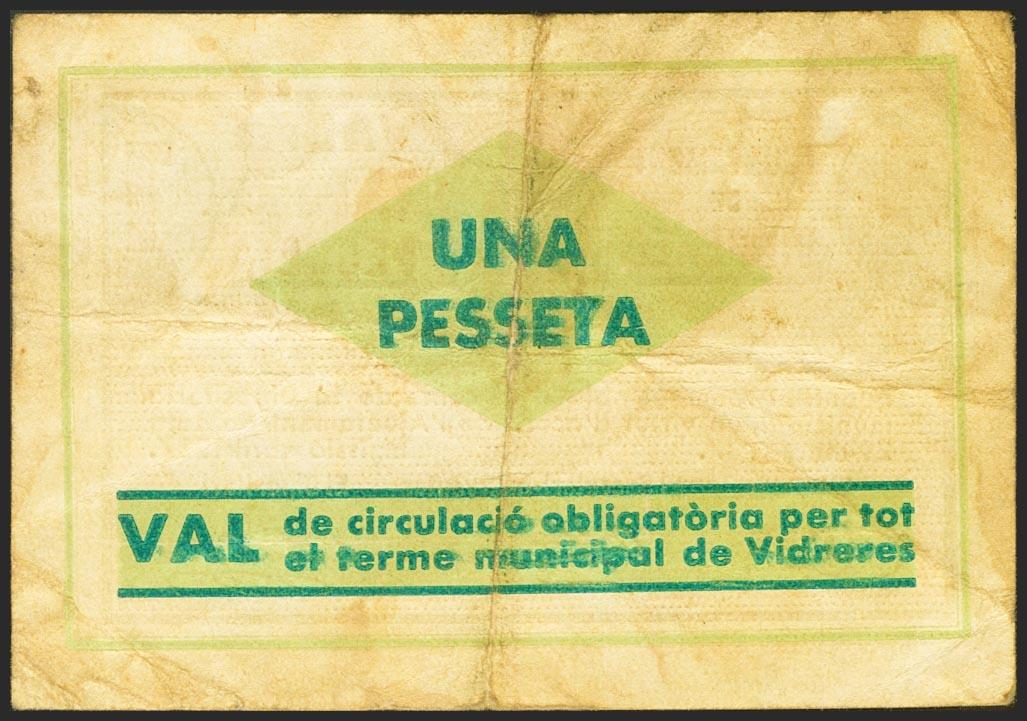 UNA
PESSETA
VAL de circulació obligatòria per tot
el terme municipal de Vidreres